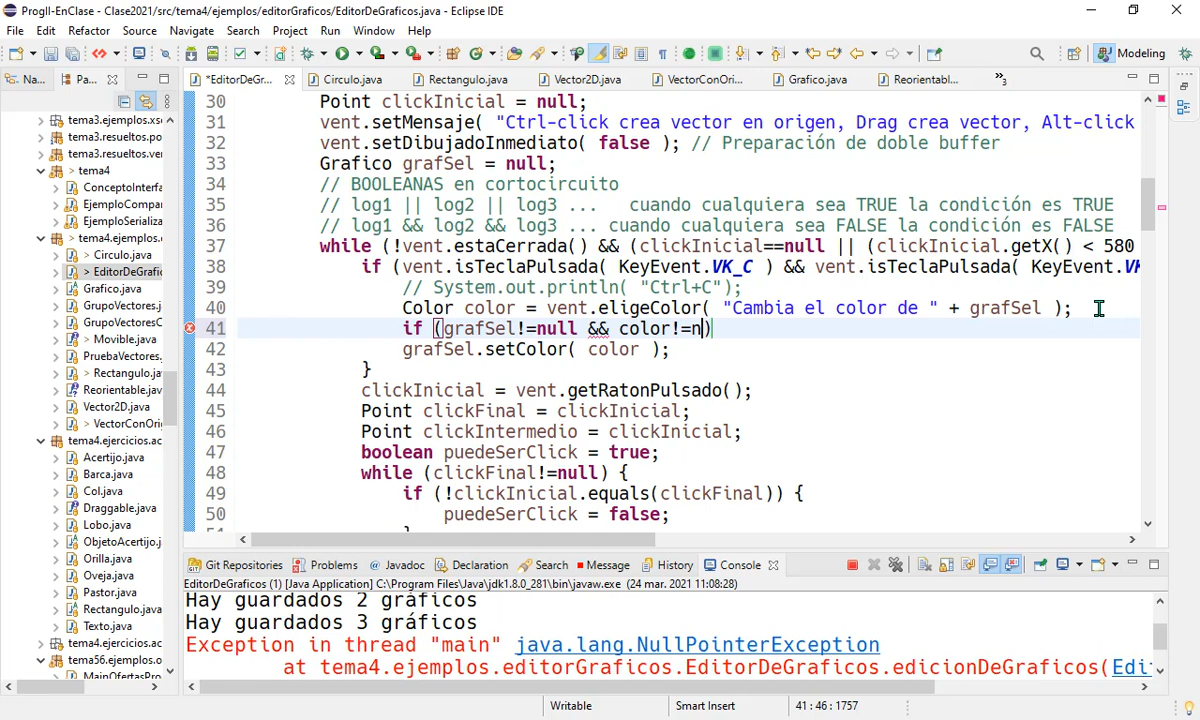 ProgII-EnClase - Clase2021/src/tema4/ejemplos/editorGraficos/EditorDeGraficos.java - Eclipse IDE
File Edit Refactor Source Navigate Search Project Run Window Help
Modeling
Na... Pa...
*EditorDeGr... Circulo.java Rectangulo.java Vector2D.java VectorConOri... Grafico.java Reorientabl... »3
tema3.ejemplos.xs
tema3.resueltos.po
tema3.resueltos.ve
> tema4
ConceptoInterfa
EjemploCompar
EjemploSerializa
> tema4.ejemplos.
> Circulo.java
> EditorDeGrafic
Grafico.java
GrupoVectores.j
GrupoVectoresC
> Movible.java
PruebaVectores.
> Rectangulo.ja
Reorientable.jav
Vector2D.java
> VectorConOri
tema4.ejercicios.ac
Acertijo.java
Barca.java
Col.java
Draggable.java
Lobo.java
ObjetoAcertijo.j
Orilla.java
Oveja.java
Pastor.java
Rectangulo.java
Texto.java
tema4.ejercicios.ac
tema56.ejemplos.o
MainOfertasPro
30 Point clickInicial = null;
31 vent.setMensaje( "Ctrl-click crea vector en origen, Drag crea vector, Alt-click
32 vent.setDibujadoInmediato( false ); // Preparación de doble buffer
33 Grafico grafSel = null;
34 // BOOLEANAS en cortocircuito
35 // log1 || log2 || log3 ... cuando cualquiera sea TRUE la condición es TRUE
36 // log1 && log2 && log3 ... cuando cualquiera sea FALSE la condición es FALSE
37 while (!vent.estaCerrada() && (clickInicial==null || (clickInicial.getX() < 580
38 if (vent.isTeclaPulsada( KeyEvent.VK_C ) && vent.isTeclaPulsada( KeyEvent.VK
39 // System.out.println( "Ctrl+C");
40 Color color = vent.eligeColor( "Cambia el color de " + grafSel );
41 if (grafSel!=null && color!=n)
42 grafSel.setColor( color );
43 }
44 clickInicial = vent.getRatonPulsado();
45 Point clickFinal = clickInicial;
46 Point clickIntermedio = clickInicial;
47 boolean puedeSerClick = true;
48 while (clickFinal!=null) {
49 if (!clickInicial.equals(clickFinal)) {
50 puedeSerClick = false;
Git Repositories Problems @ Javadoc Declaration Search Message History Console
EditorDeGraficos (1) [Java Application] C:\Program Files\Java\jdk1.8.0_281\bin\javaw.exe (24 mar. 2021 11:08:28)
Hay guardados 2 gráficos
Hay guardados 3 gráficos
Exception in thread "main" java.lang.NullPointerException
at tema4.ejemplos.editorGraficos.EditorDeGraficos.edicionDeGraficos(Edi
Writable Smart Insert 41 : 46 : 1757